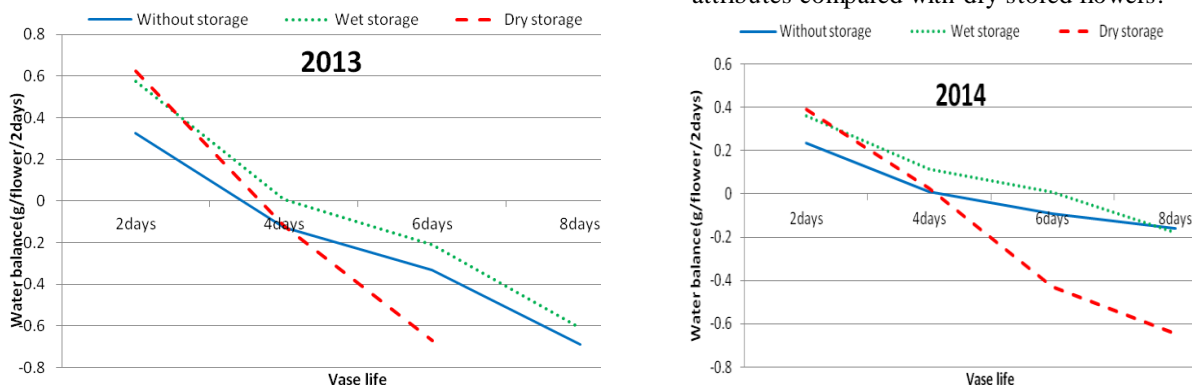 attributes compared with dry stored flowers.
Without storage Wet storage Dry storage
2013
Water balance(g/flower/2days)
0.8
0.6
0.4
0.2
0
-0.2
-0.4
-0.6
-0.8
2days 4days 6days 8days
Vase life
Without storage Wet storage Dry storage
2014
Water balance(g/flower/2days)
0.6
0.4
0.2
0
-0.2
-0.4
-0.6
-0.8
2days 4days 6days 8days
Vase life